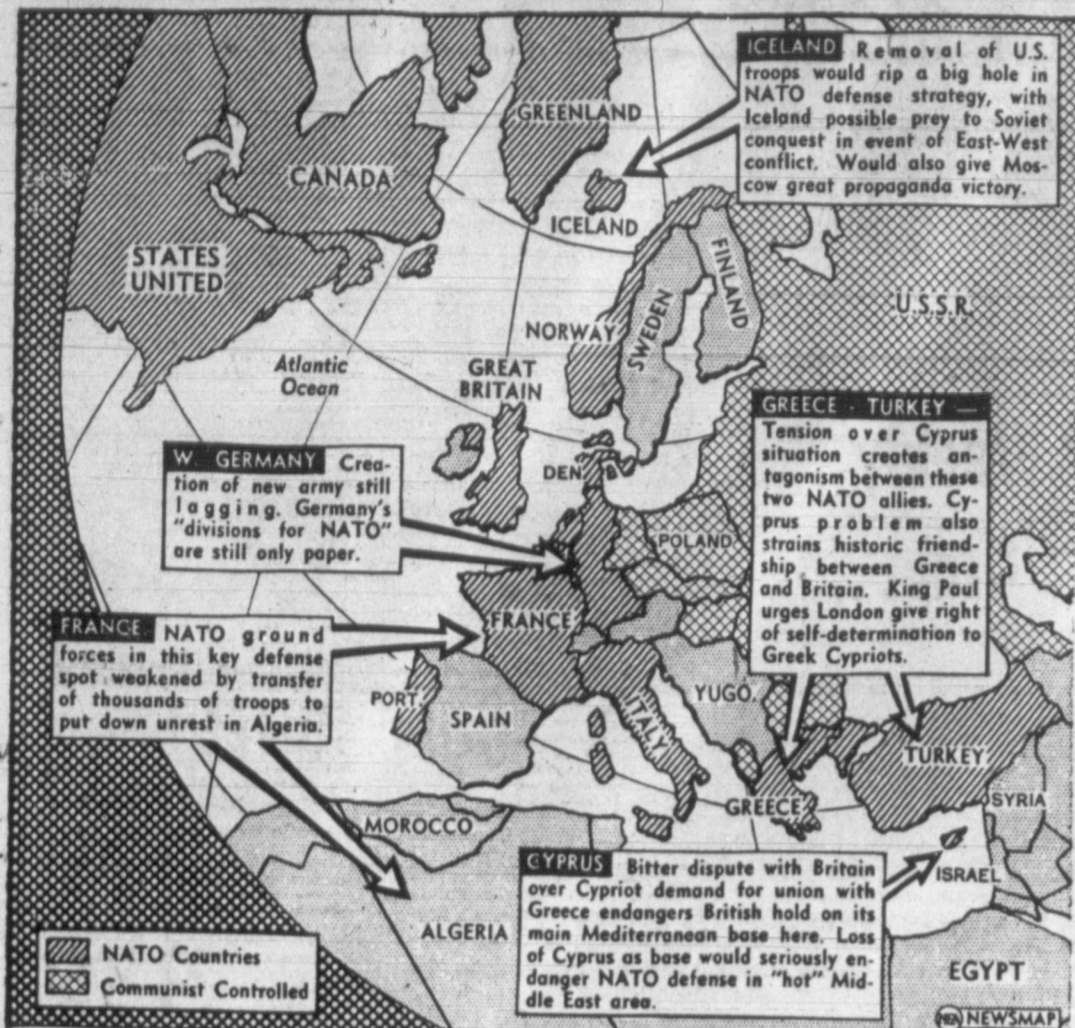 ICELAND Removal of U.S.
troops would rip a big hole in
NATO defense strategy, with
Iceland possible prey to Soviet
conquest in event of East-West
conflict. Would also give Mos-
cow great propaganda victory.
GREENLAND
CANADA
ICELAND
STATES
UNITED
FINLAND
U.S.S.R.
SWEDEN
NORWAY
Atlantic
Ocean
GREAT
BRITAIN
GREECE - TURKEY —
Tension over Cyprus
situation creates an-
tagonism between these
two NATO allies. Cy-
prus problem also
strains historic friend-
ship between Greece
and Britain. King Paul
urges London give right
of self-determination to
Greek Cypriots.
W. GERMANY Crea-
tion of new army still
lagging. Germany's
"divisions for NATO"
are still only paper.
DEN.
POLAND
FRANCE NATO ground
forces in this key defense
spot weakened by transfer
of thousands of troops to
put down unrest in Algeria.
FRANCE
PORT.
SPAIN
YUGO.
ITALY
TURKEY
GREECE
SYRIA
MOROCCO
ISRAEL
CYPRUS Bitter dispute with Britain
over Cypriot demand for union with
Greece endangers British hold on its
main Mediterranean base here. Loss
of Cyprus as base would seriously en-
danger NATO defense in "hot" Mid-
dle East area.
ALGERIA
EGYPT
NATO Countries
Communist Controlled
NEA NEWSMAP